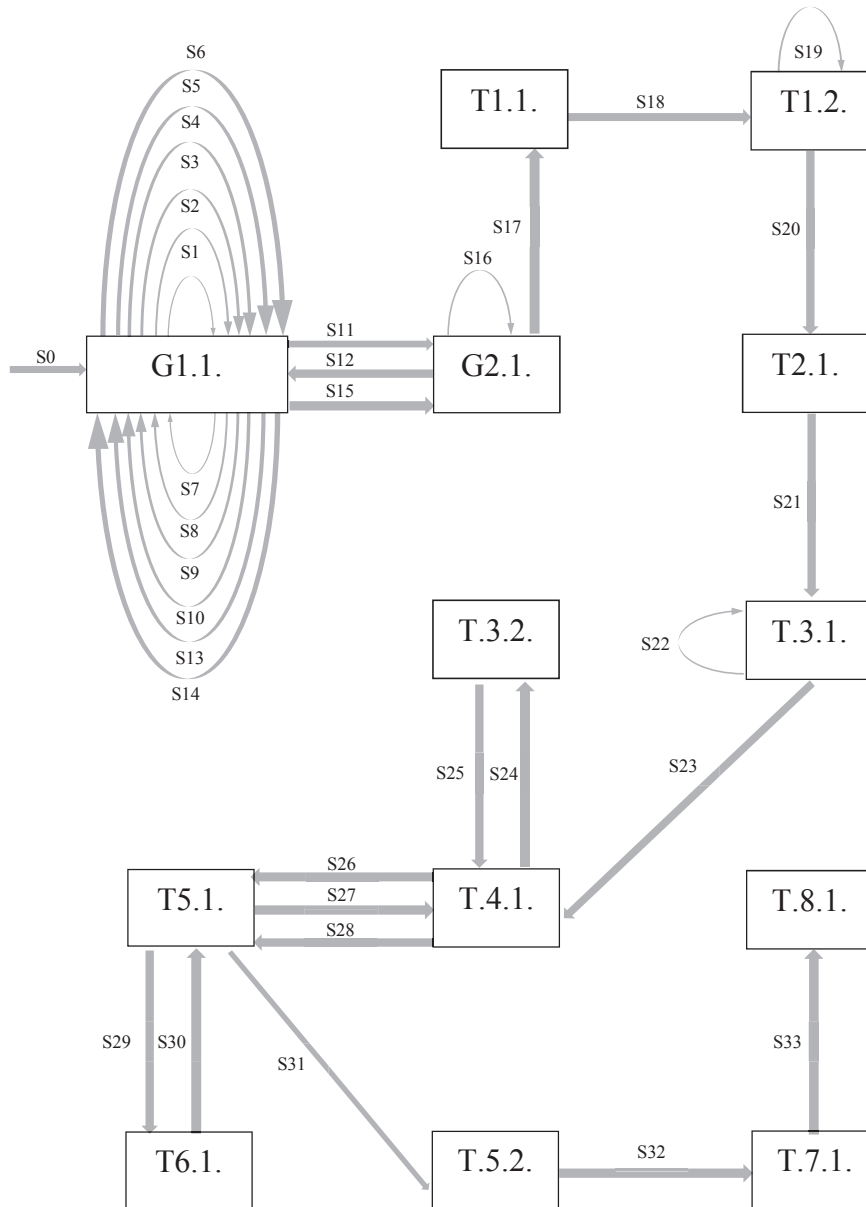 S6
S5
S4
S3
S2
S1
S0
G1.1.
S11
S12
S15
S16
G2.1.
S17
T1.1.
S18
S19
T1.2.
S20
T2.1.
S21
S7
S8
S9
S10
S13
S14
T.3.2.
S22
T.3.1.
S25
S24
S23
T5.1.
S26
S27
S28
T.4.1.
T.8.1.
S29
S30
S31
S33
T6.1.
T.5.2.
S32
T.7.1.